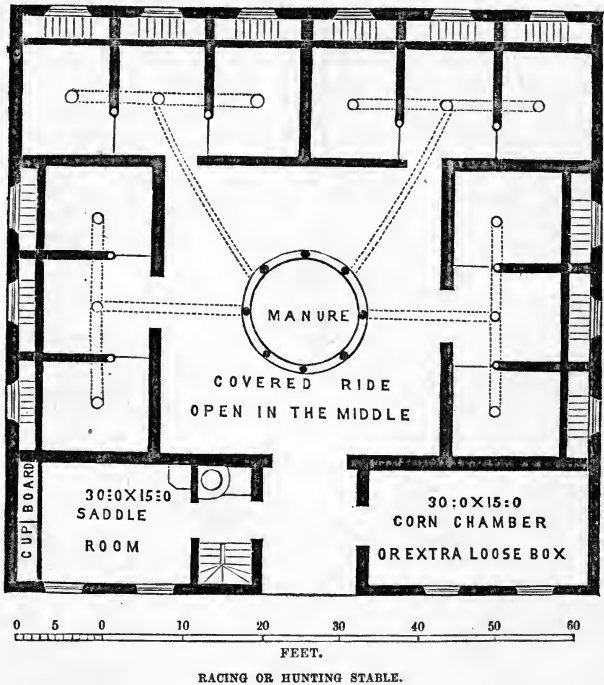 MANURE
COVERED RIDE
OPEN IN THE MIDDLE
CUPBOARD
30:0X15:0
SADDLE
ROOM
30:0X15:0
CORN CHAMBER
OR EXTRA LOOSE BOX
0 5 0 10 20 30 40 50 60
FEET.
RACING OR HUNTING STABLE.